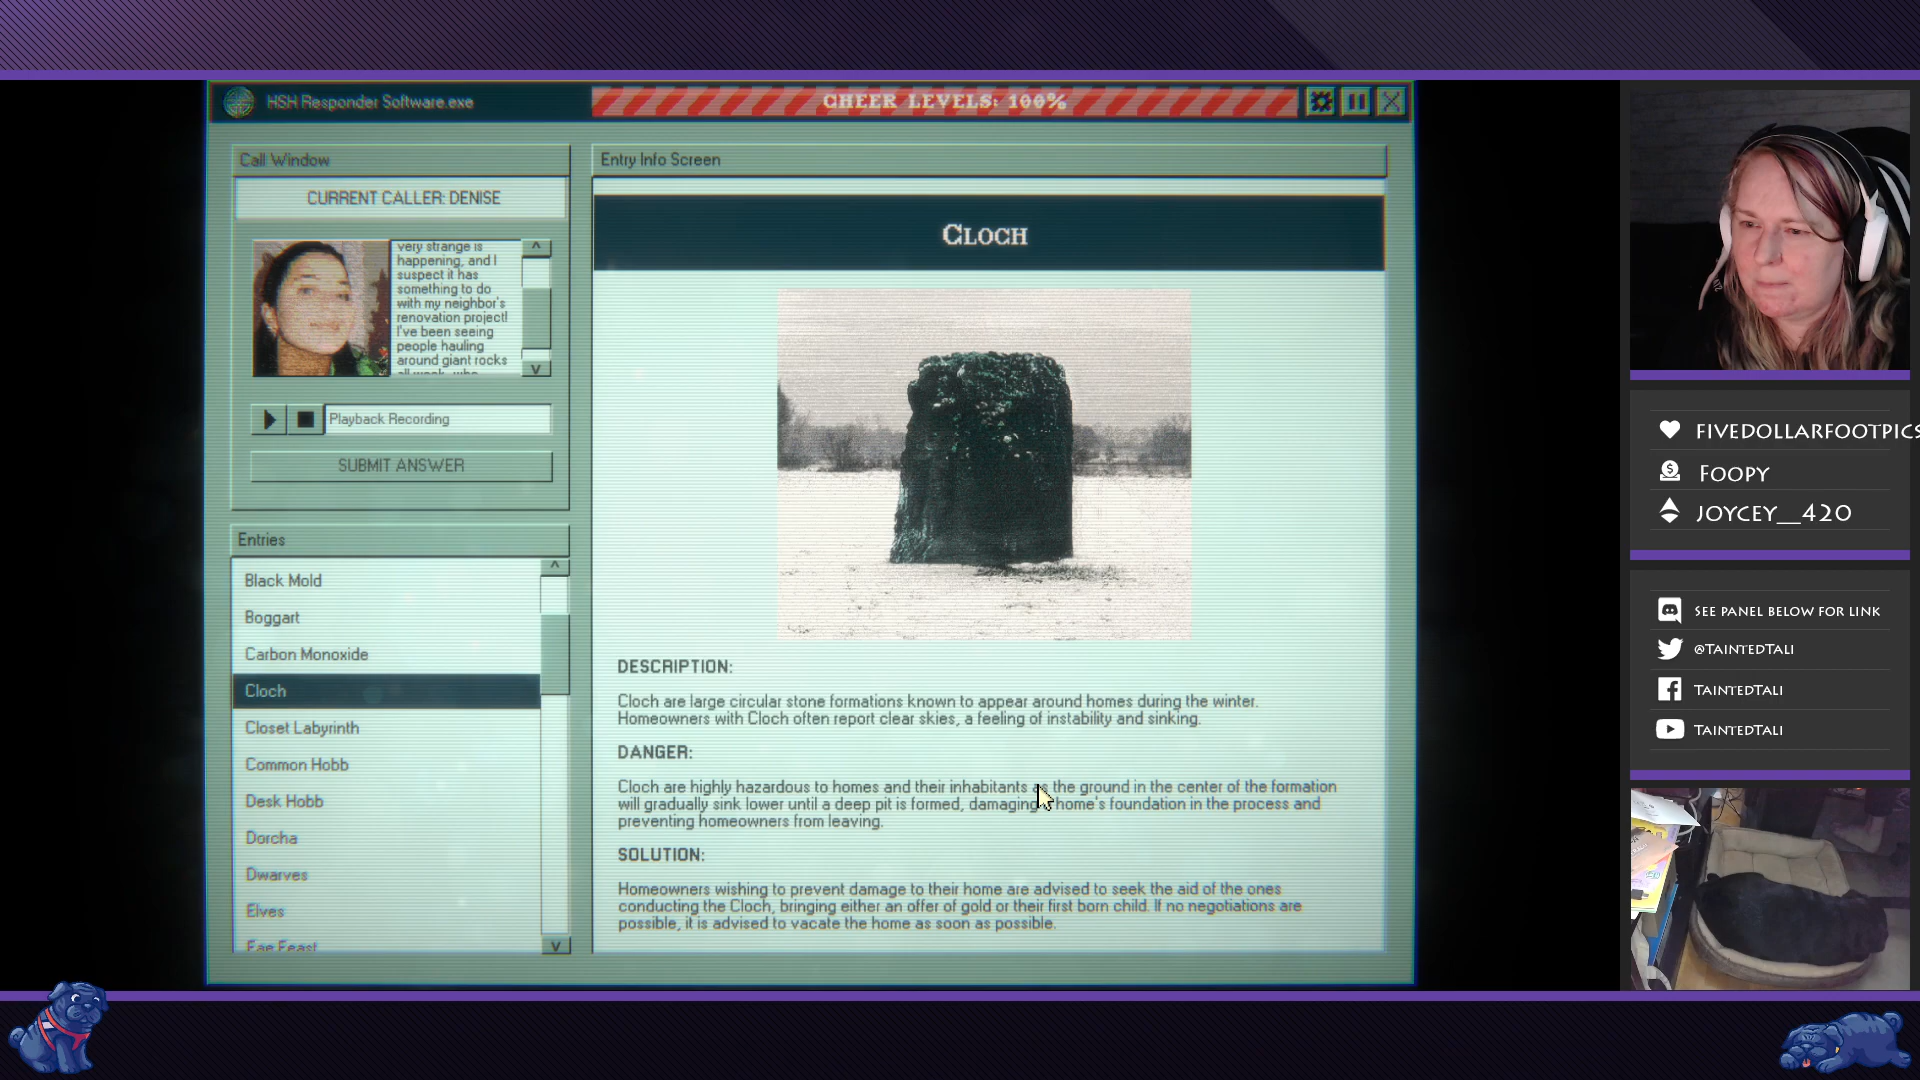 HSH Responder Software.exe
CHEER LEVELS: 100%
Call Window
CURRENT CALLER: DENISE
very strange is
happening, and I
suspect it has
something to do
with my neighbor's
renovation project!
I've been seeing
people hauling
around giant rocks
all week, who
Playback Recording
SUBMIT ANSWER
Entries
Black Mold
Boggart
Carbon Monoxide
Cloch
Closet Labyrinth
Common Hobb
Desk Hobb
Dorcha
Dwarves
Elves
Fae Feast
Entry Info Screen
CLOCH
DESCRIPTION:
Cloch are large circular stone formations known to appear around homes during the winter.
Homeowners with Cloch often report clear skies, a feeling of instability and sinking.
DANGER:
Cloch are highly hazardous to homes and their inhabitants as the ground in the center of the formation
will gradually sink lower until a deep pit is formed, damaging home's foundation in the process and
preventing homeowners from leaving.
SOLUTION:
Homeowners wishing to prevent damage to their home are advised to seek the aid of the ones
conducting the Cloch, bringing either an offer of gold or their first born child. If no negotiations are
possible, it is advised to vacate the home as soon as possible.
FIVEDOLLARFOOTPICS
FOOPY
JOYCEY__420
SEE PANEL BELOW FOR LINK
@TAINTEDTALI
TAINTEDTALI
TAINTEDTALI